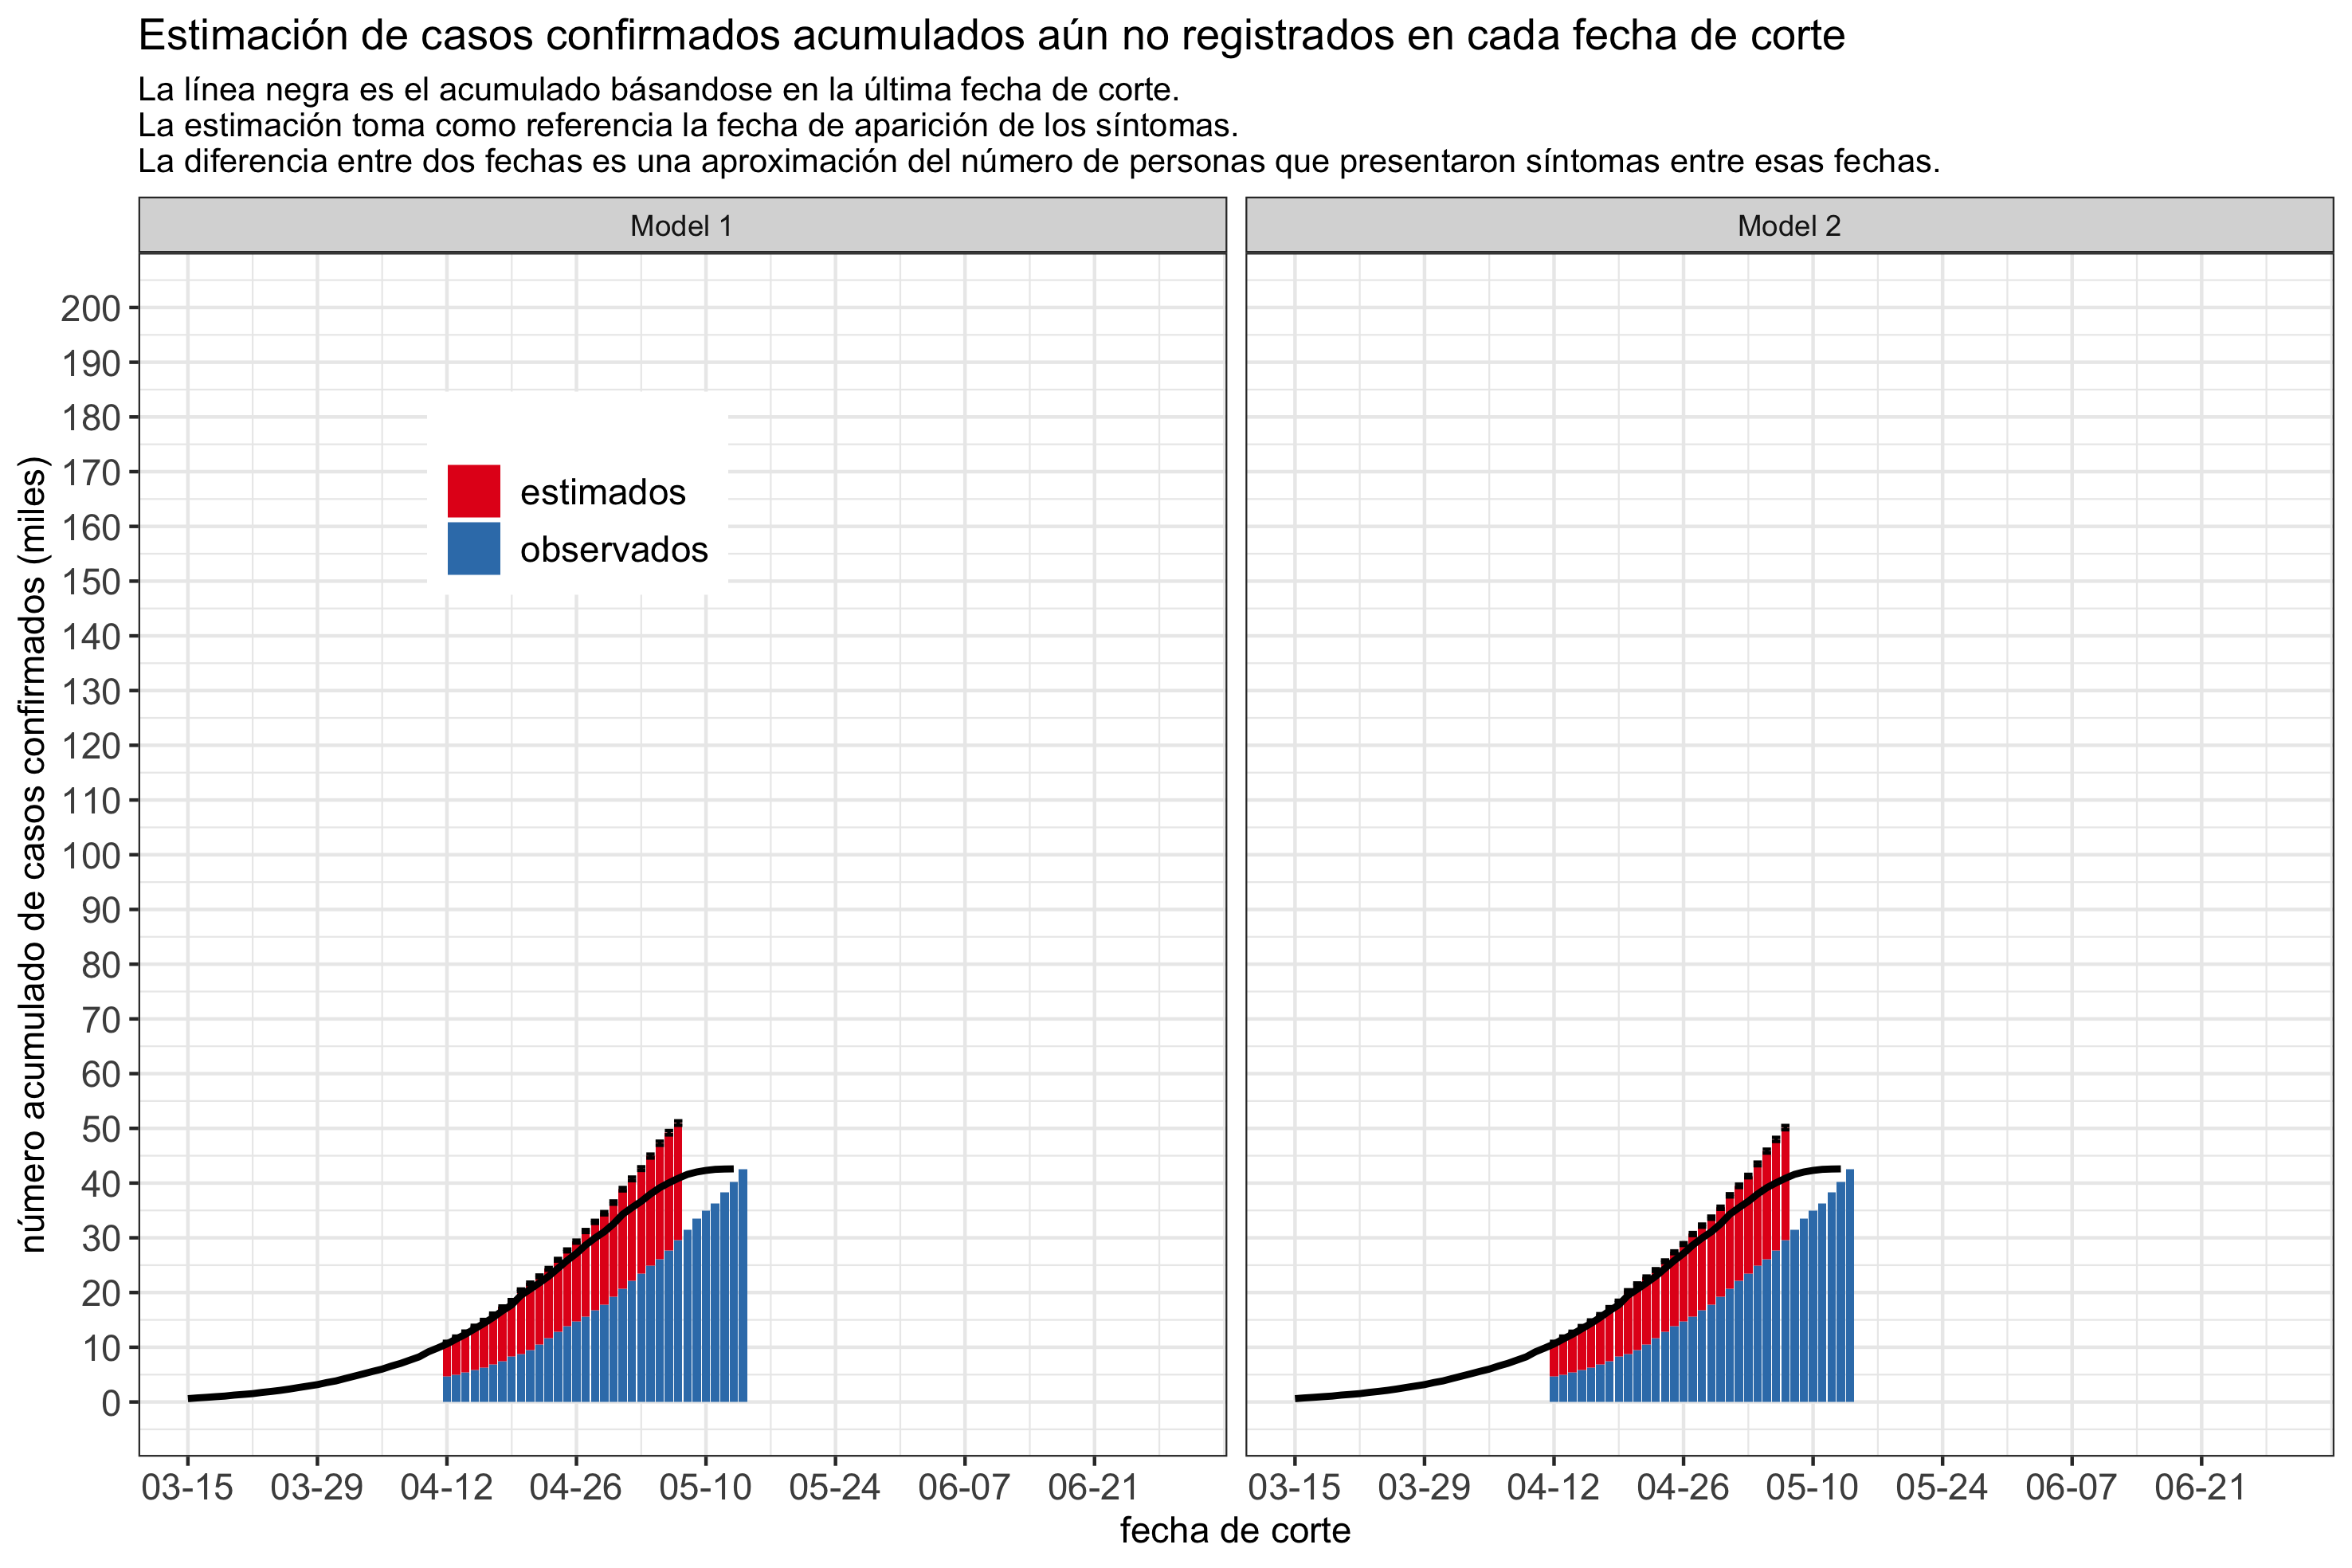 Estimación de casos confirmados acumulados aún no registrados en cada fecha de corte
La línea negra es el acumulado básandose en la última fecha de corte.
La estimación toma como referencia la fecha de aparición de los síntomas.
La diferencia entre dos fechas es una aproximación del número de personas que presentaron síntomas entre esas fechas.
Model 1
Model 2
número acumulado de casos confirmados (miles)
200
190
180
170
160
150
140
130
120
110
100
90
80
70
60
50
40
30
20
10
0
estimados
observados
03-15 03-29 04-12 04-26 05-10 05-24 06-07 06-21
03-15 03-29 04-12 04-26 05-10 05-24 06-07 06-21
fecha de corte